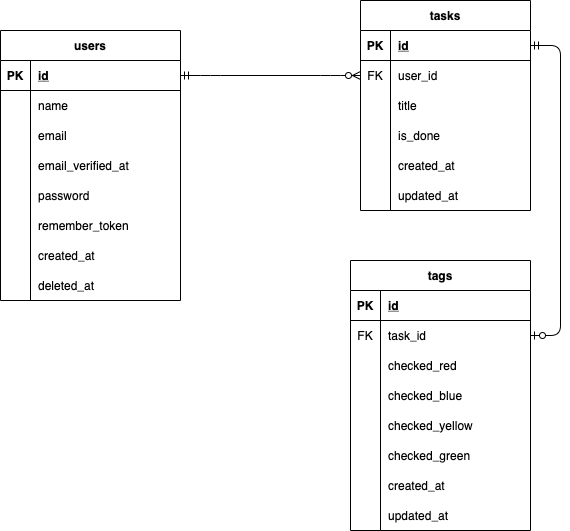 users
PK id
name
email
email_verified_at
password
remember_token
created_at
deleted_at
tasks
PK id
FK user_id
title
is_done
created_at
updated_at
tags
PK id
FK task_id
checked_red
checked_blue
checked_yellow
checked_green
created_at
updated_at